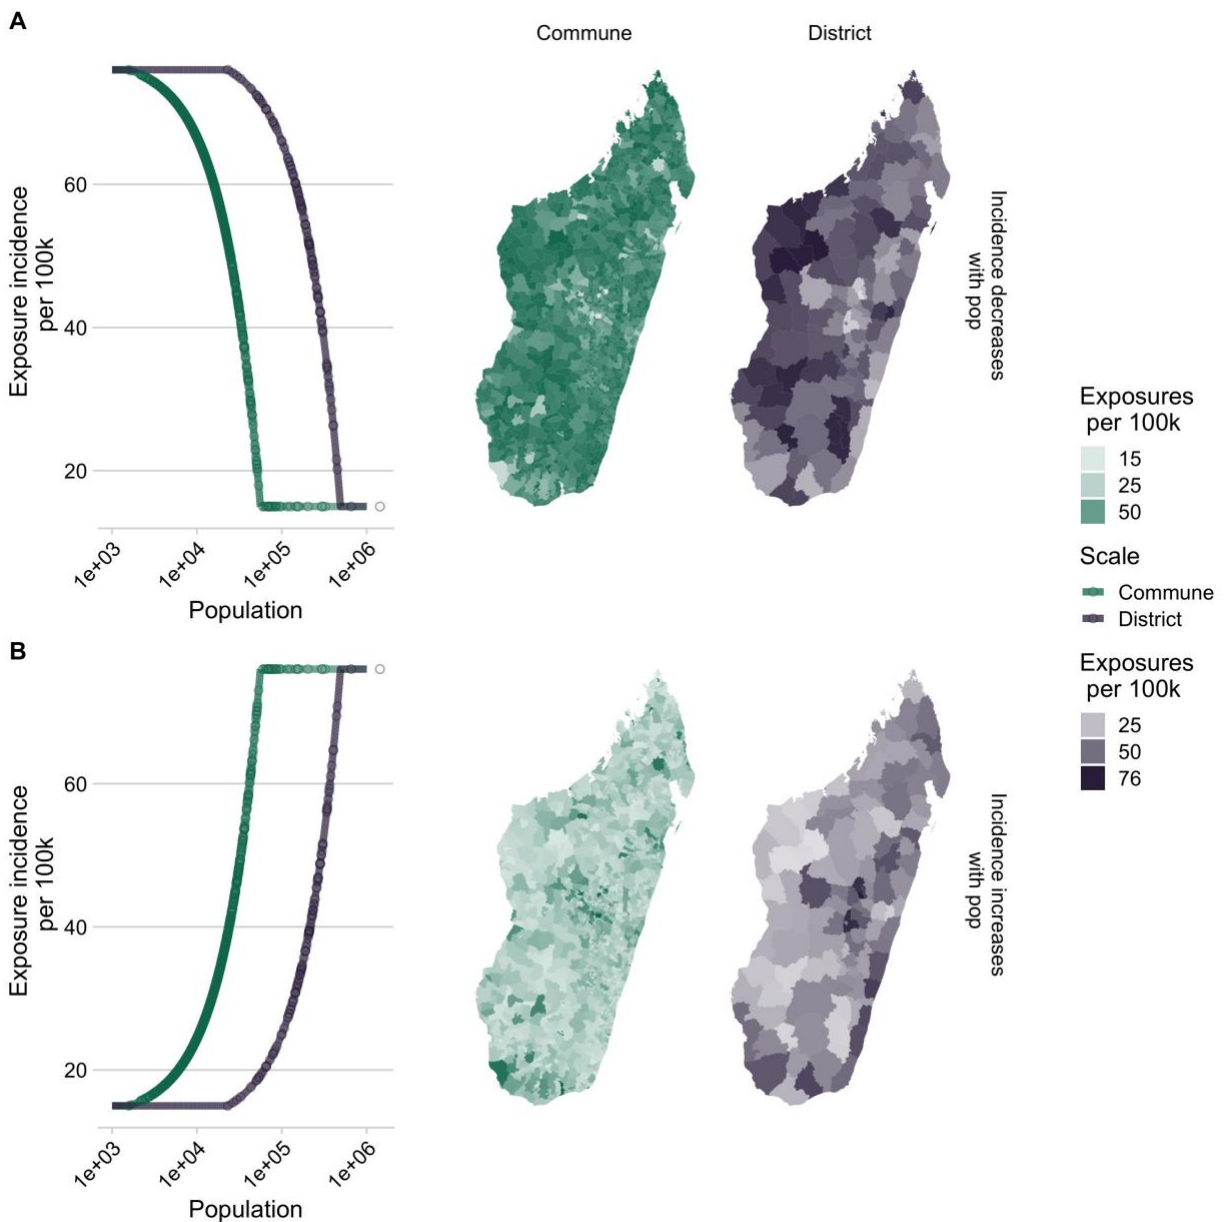 A
Commune
District
Exposure incidence
per 100k
60
40
20
1e+03
1e+04
1e+05
1e+06
Population
Incidence decreases
with pop
Exposures
per 100k
15
25
50
Scale
Commune
District
Exposures
per 100k
25
50
76
B
Exposure incidence
per 100k
60
40
20
1e+03
1e+04
1e+05
1e+06
Population
Incidence increases
with pop